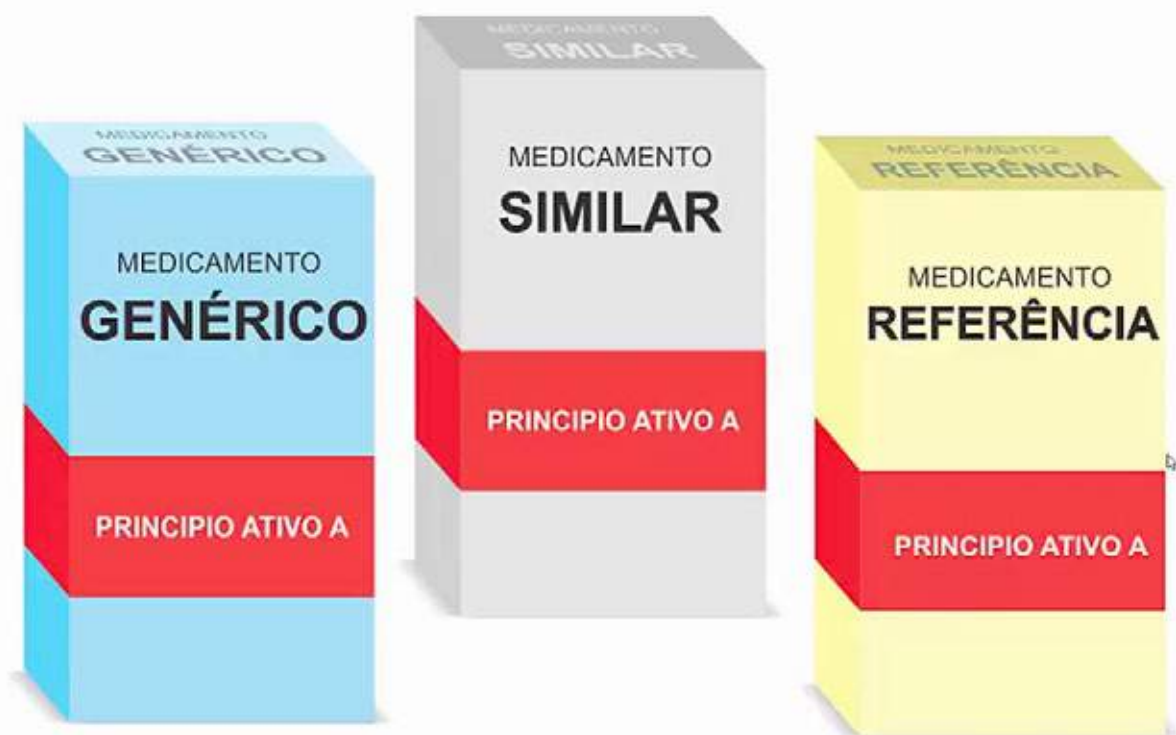 MEDICAMENTO
GENÉRICO
MEDICAMENTO
GENÉRICO
PRINCIPIO ATIVO A
MEDICAMENTO
SIMILAR
MEDICAMENTO
SIMILAR
PRINCIPIO ATIVO A
MEDICAMENTO
REFERÊNCIA
MEDICAMENTO
REFERÊNCIA
PRINCIPIO ATIVO A